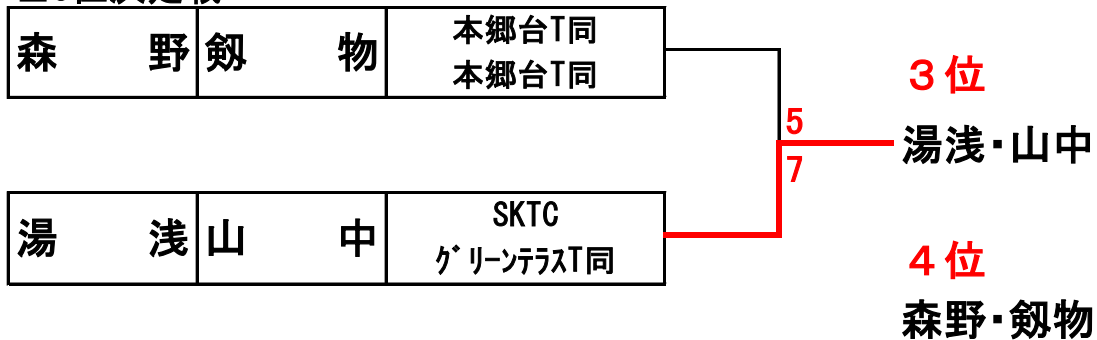 森 野 剱 物 本郷台T同
本郷台T同
5
7
3位
湯浅・山中
湯 浅 山 中 SKTC
グリーンテラスT同
4位
森野・剱物